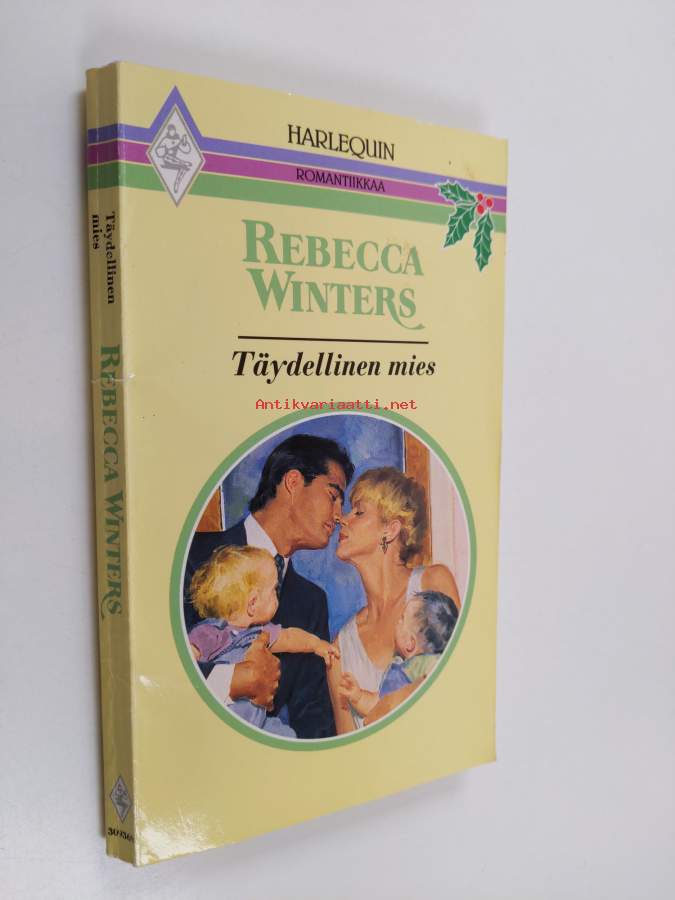 HARLEQUIN
ROMANTIIKKAA
REBECCA
WINTERS
Täydellinen mies
Antikvariaatti.net
Täydellinen
mies
REBECCA WINTERS